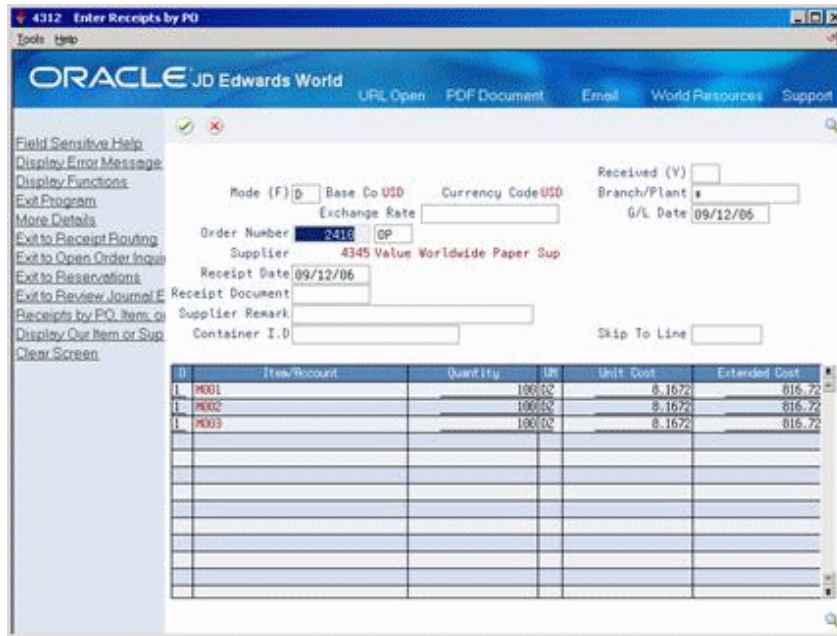 4312 Enter Receipts by PO
Tools Help
ORACLE JD Edwards World
URL Open PDF Document Email World Resources Support
Field Sensitive Help
Display Error Message
Display Functions
Exit Program
More Details
Exit to Receipt Routing
Exit to Open Order Inqui
Exit to Reservations
Exit to Review Journal E
Receipts by PO, Item, o
Display Our Item or Sup
Clear Screen
Received (Y)
Mode (F) D Base Co USD Currency Code USD Branch/Plant *
Exchange Rate G/L Date 09/12/06
Order Number 2410 OP
Supplier 4345 Value Worldwide Paper Sup
Receipt Date 09/12/06
Receipt Document
Supplier Remark
Container I.D Skip To Line
O Item/Account Quantity UM Unit Cost Extended Cost
1 M001 100 DZ 8.1672 816.72
1 M002 100 DZ 8.1672 816.72
1 M003 100 DZ 8.1672 816.72